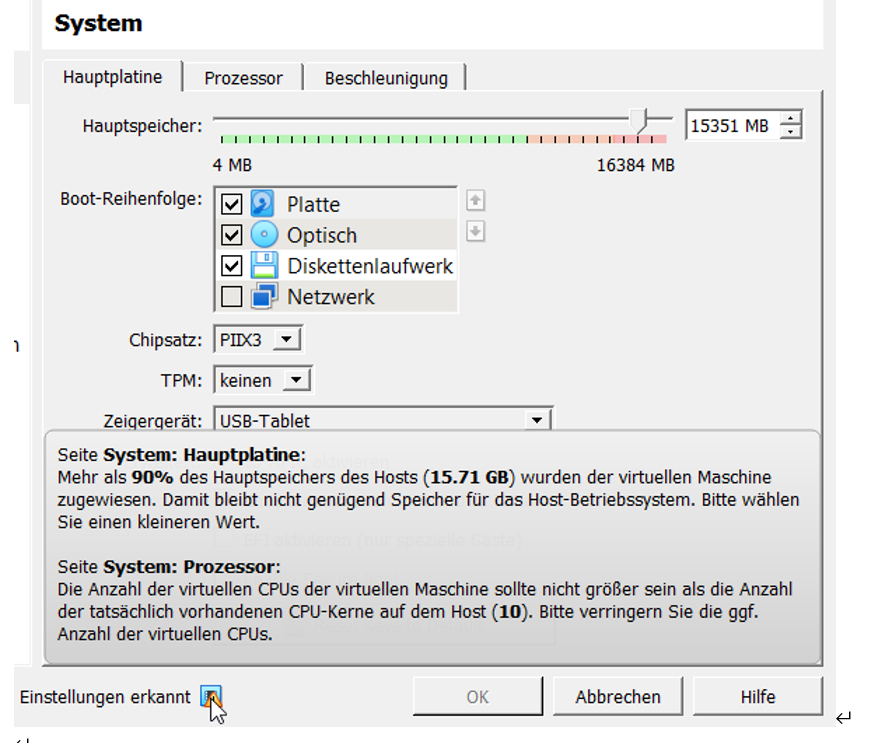 System
Hauptplatine Prozessor Beschleunigung
Hauptspeicher: 15351 MB
4 MB 16384 MB
Boot-Reihenfolge: Platte
Optisch
Diskettenlaufwerk
Netzwerk
n
Chipsatz: PIIX3
TPM: keinen
Zeigergerät: USB-Tablet
Seite System: Hauptplatine:
Mehr als 90% des Hauptspeichers des Hosts (15.71 GB) wurden der virtuellen Maschine
zugewiesen. Damit bleibt nicht genügend Speicher für das Host-Betriebssystem. Bitte wählen
Sie einen kleineren Wert.
Seite System: Prozessor:
Die Anzahl der virtuellen CPUs der virtuellen Maschine sollte nicht größer sein als die Anzahl
der tatsächlich vorhandenen CPU-Kerne auf dem Host (10). Bitte verringern Sie die ggf.
Anzahl der virtuellen CPUs.
Einstellungen erkannt OK Abbrechen Hilfe